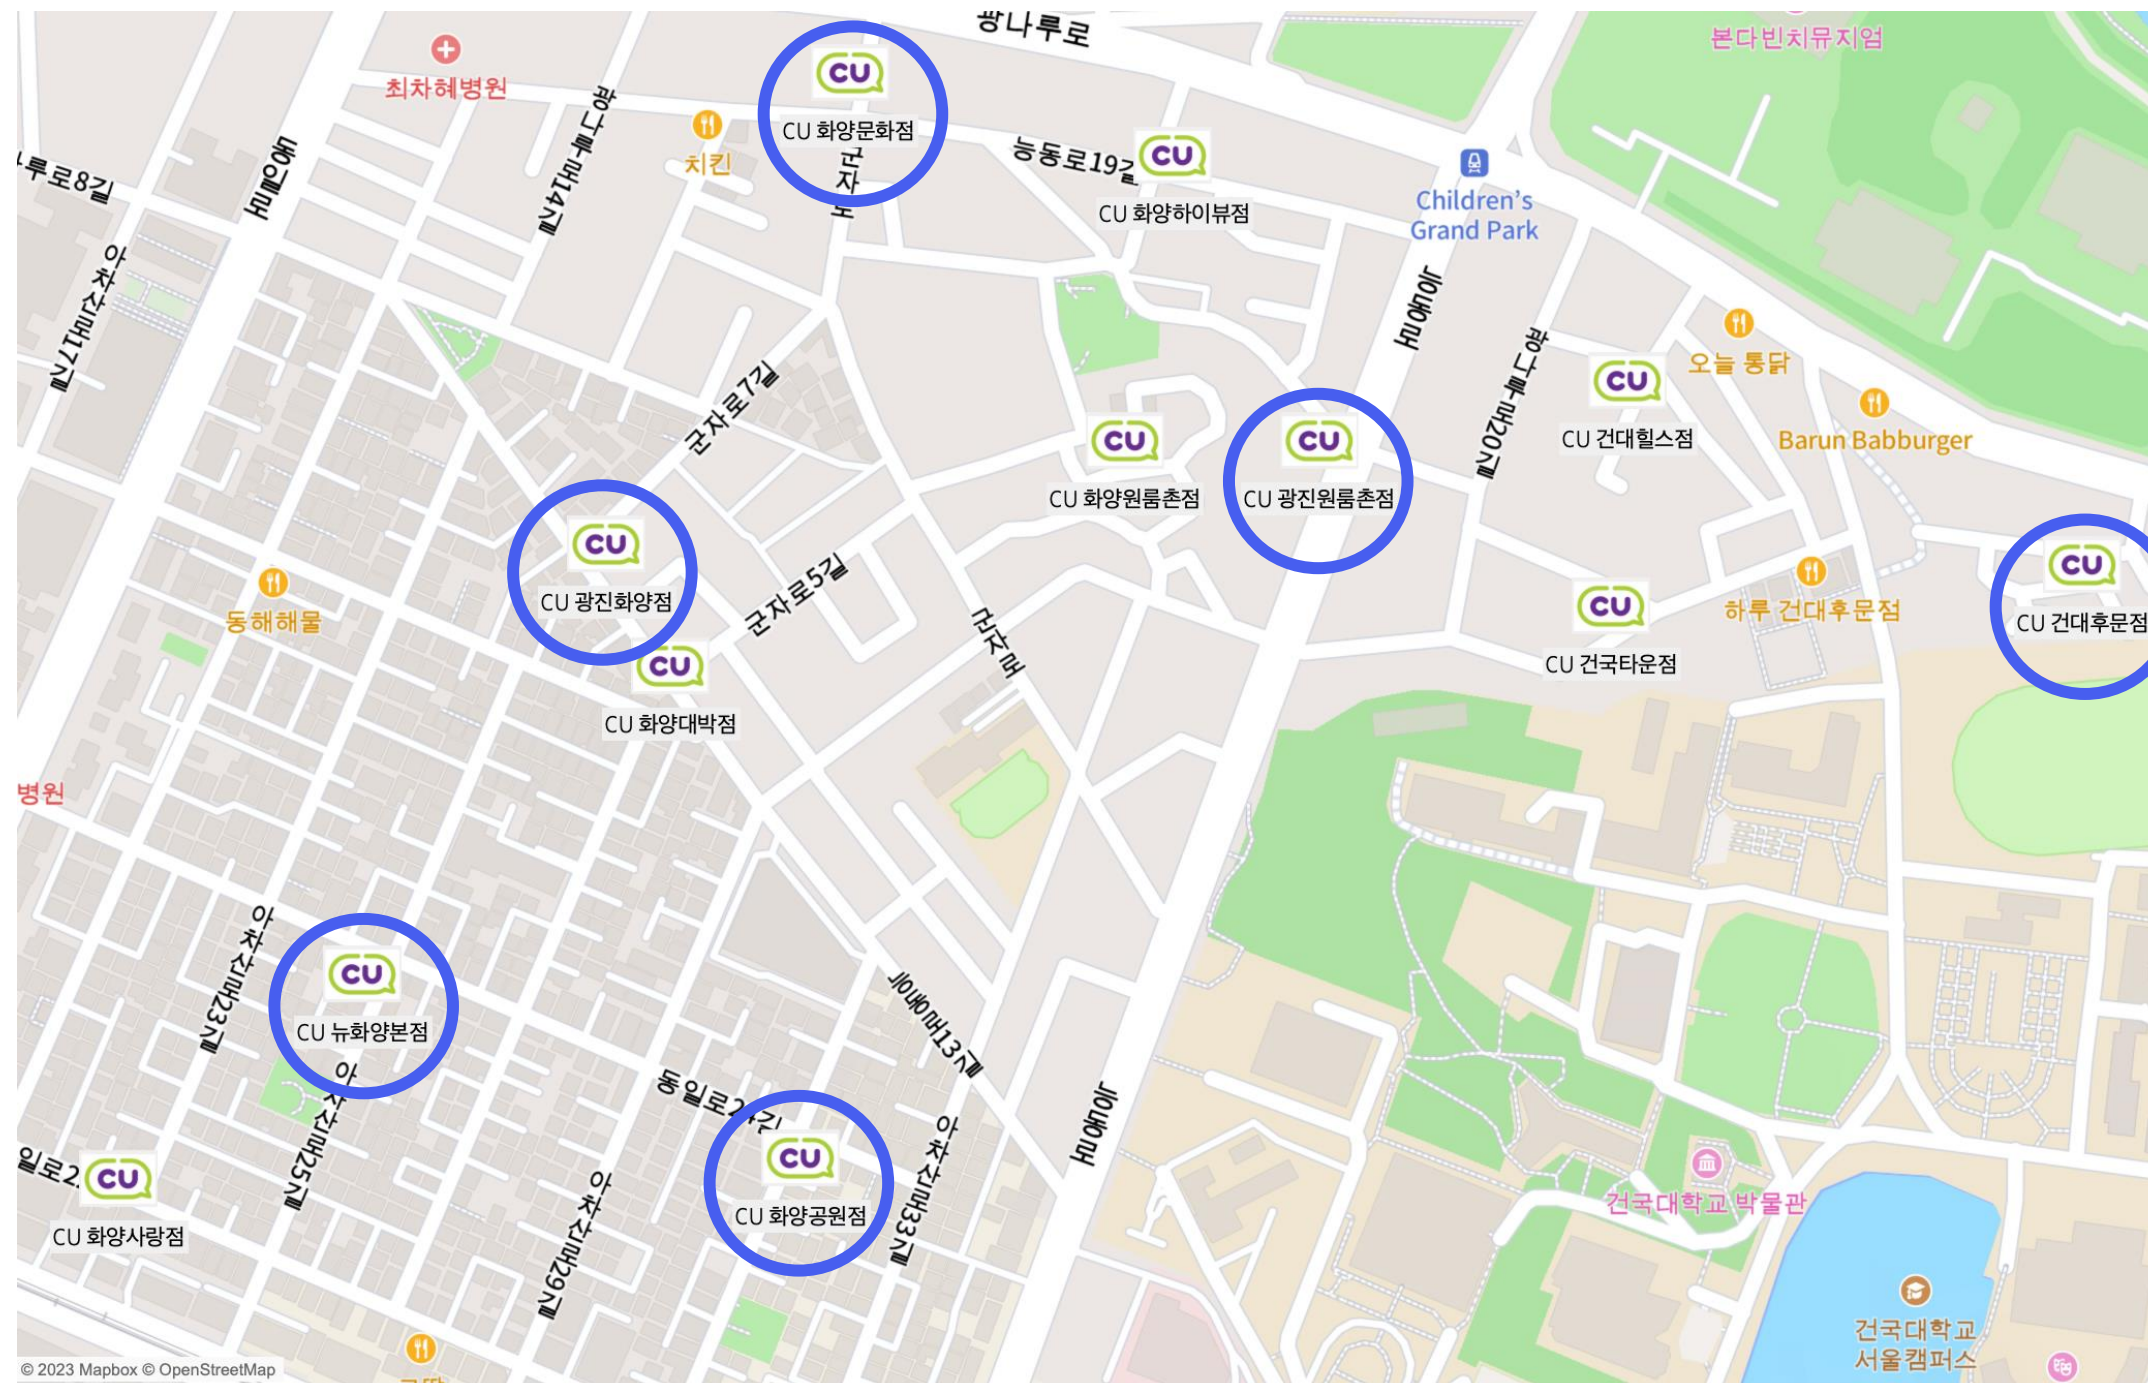 광나루로
본다빈치뮤지엄
최차혜병원
CU
CU 화양문화점
광나루로14길
동일로
루로8길
치킨
군자로
능동로19길
CU
CU 화양하이뷰점
Children's
Grand Park
아차산로17길
능동로
광나루로20길
오늘 통닭
CU
CU 건대힐스점
Barun Babburger
군자로7길
CU
CU 화양원룸촌점
CU
CU 광진원룸촌점
CU
CU 광진화양점
동해해물
군자로5길
군자로
CU
CU 건국타운점
하루 건대후문점
CU
CU 건대후문점
CU
CU 화양대박점
병원
아차산로23길
CU
CU 뉴화양본점
능동로13길
아차산로25길
동일로24길
능동로
CU
CU 화양공원점
아차산로33길
일로2
CU
CU 화양사랑점
아차산로29길
건국대학교 박물관
건국대학교
서울캠퍼스
© 2023 Mapbox © OpenStreetMap